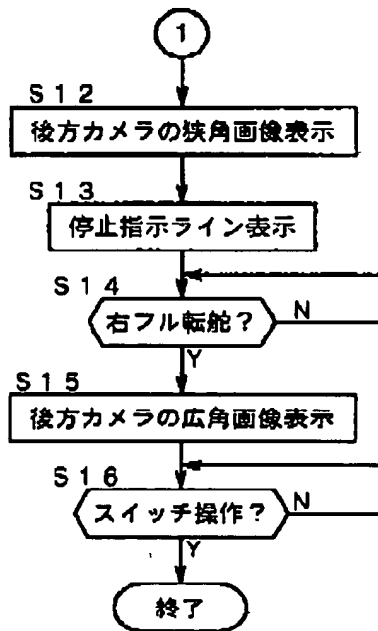 1
S12
後方カメラの狭角画像表示
S13
停止指示ライン表示
S14
右フル転舵?
N
Y
S15
後方カメラの広角画像表示
S16
スイッチ操作?
N
Y
終了